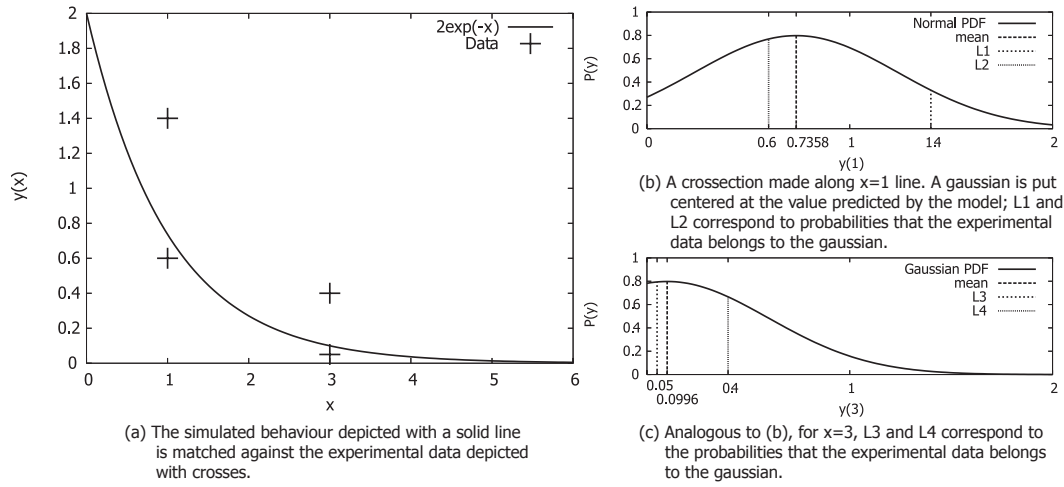 2
1.8
1.6
1.4
1.2
1
0.8
0.6
0.4
0.2
0
y(x)
0 1 2 3 4 5 6
x
2exp(-x)
Data
(a) The simulated behaviour depicted with a solid line
is matched against the experimental data depicted
with crosses.
1
0.8
0.6
0.4
0.2
0
P(y)
Normal PDF
mean
L1
L2
0 0.6 0.7358 1 14 2
y(1)
(b) A crossection made along x=1 line. A gaussian is put
centered at the value predicted by the model; L1 and
L2 correspond to probabilities that the experimental
data belongs to the gaussian.
1
0.8
0.6
0.4
0.2
0
P(y)
Gaussian PDF
mean
L3
L4
0.05 04 1 2
0.0996
y(3)
(c) Analogous to (b), for x=3, L3 and L4 correspond to
the probabilities that the experimental data belongs
to the gaussian.